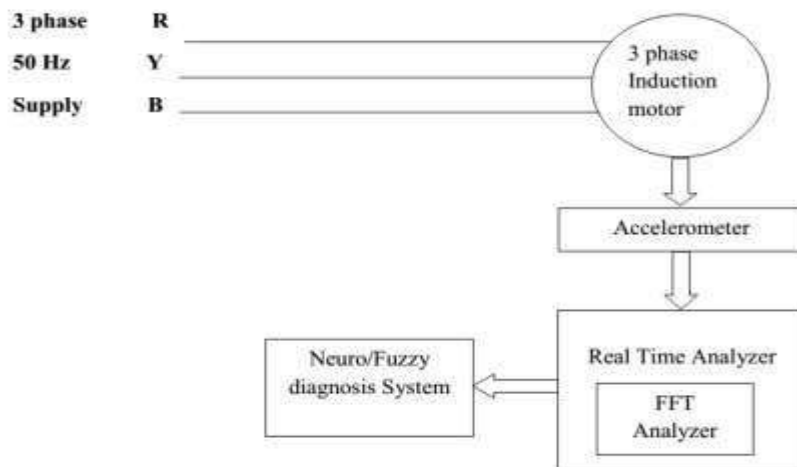 3 phase R
50 Hz Y
Supply B
3 phase
Induction
motor
Accelerometer
Real Time Analyzer
FFT
Analyzer
Neuro/Fuzzy
diagnosis System